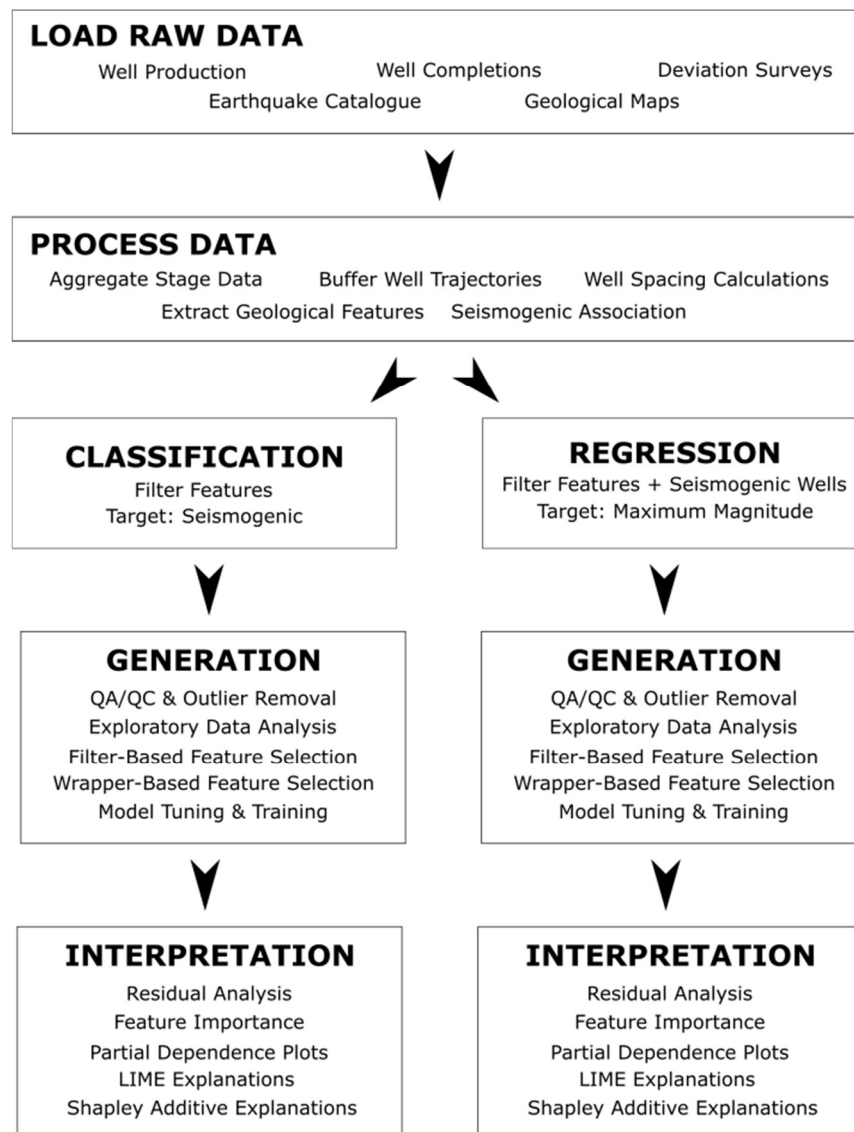 LOAD RAW DATA
Well Production Well Completions Deviation Surveys
Earthquake Catalogue Geological Maps
PROCESS DATA
Aggregate Stage Data Buffer Well Trajectories Well Spacing Calculations
Extract Geological Features Seismogenic Association
CLASSIFICATION
Filter Features
Target: Seismogenic
REGRESSION
Filter Features + Seismogenic Wells
Target: Maximum Magnitude
GENERATION
QA/QC & Outlier Removal
Exploratory Data Analysis
Filter-Based Feature Selection
Wrapper-Based Feature Selection
Model Tuning & Training
GENERATION
QA/QC & Outlier Removal
Exploratory Data Analysis
Filter-Based Feature Selection
Wrapper-Based Feature Selection
Model Tuning & Training
INTERPRETATION
Residual Analysis
Feature Importance
Partial Dependence Plots
LIME Explanations
Shapley Additive Explanations
INTERPRETATION
Residual Analysis
Feature Importance
Partial Dependence Plots
LIME Explanations
Shapley Additive Explanations